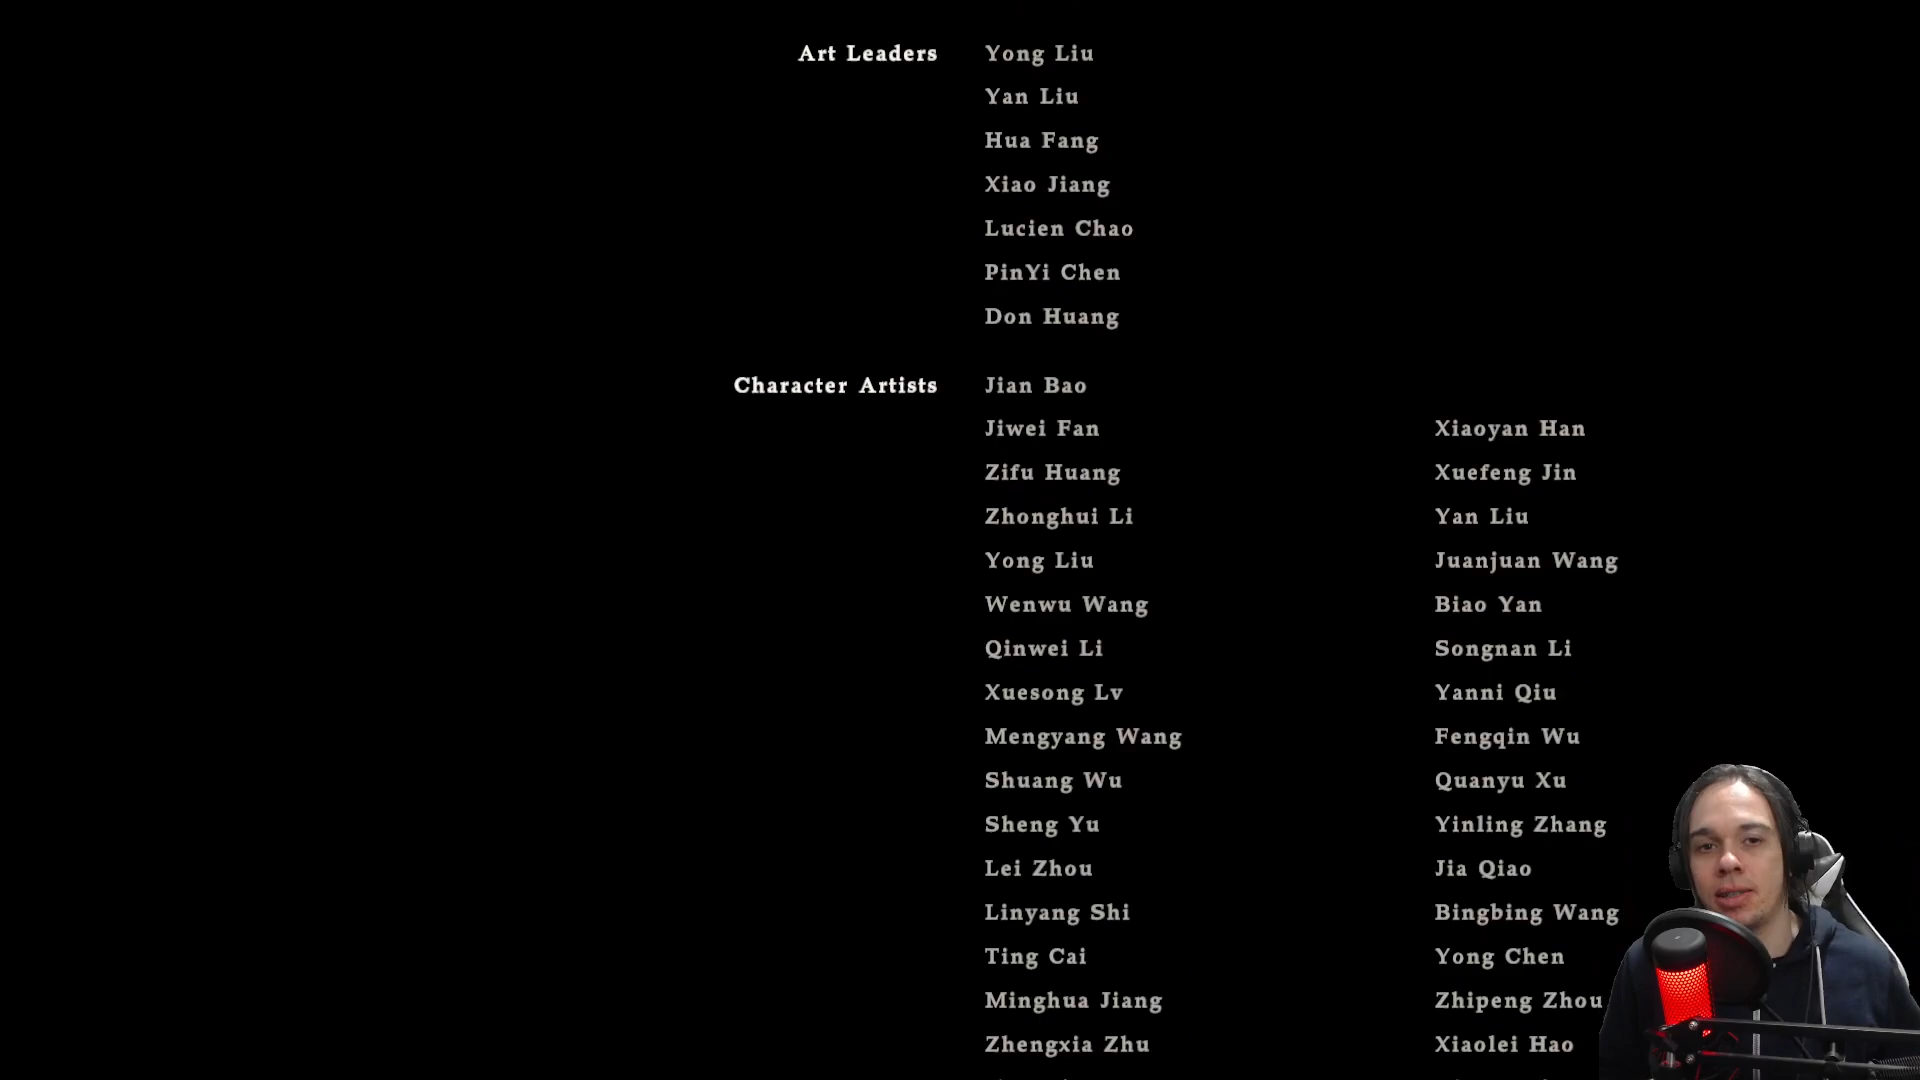 Art Leaders Yong Liu
Yan Liu
Hua Fang
Xiao Jiang
Lucien Chao
PinYi Chen
Don Huang
Character Artists Jian Bao
Jiwei Fan Xiaoyan Han
Zifu Huang Xuefeng Jin
Zhonghui Li Yan Liu
Yong Liu Juanjuan Wang
Wenwu Wang Biao Yan
Qinwei Li Songnan Li
Xuesong Lv Yanni Qiu
Mengyang Wang Fengqin Wu
Shuang Wu Quanyu Xu
Sheng Yu Yinling Zhang
Lei Zhou Jia Qiao
Linyang Shi Bingbing Wang
Ting Cai Yong Chen
Minghua Jiang Zhipeng Zhou
Zhengxia Zhu Xiaolei Hao